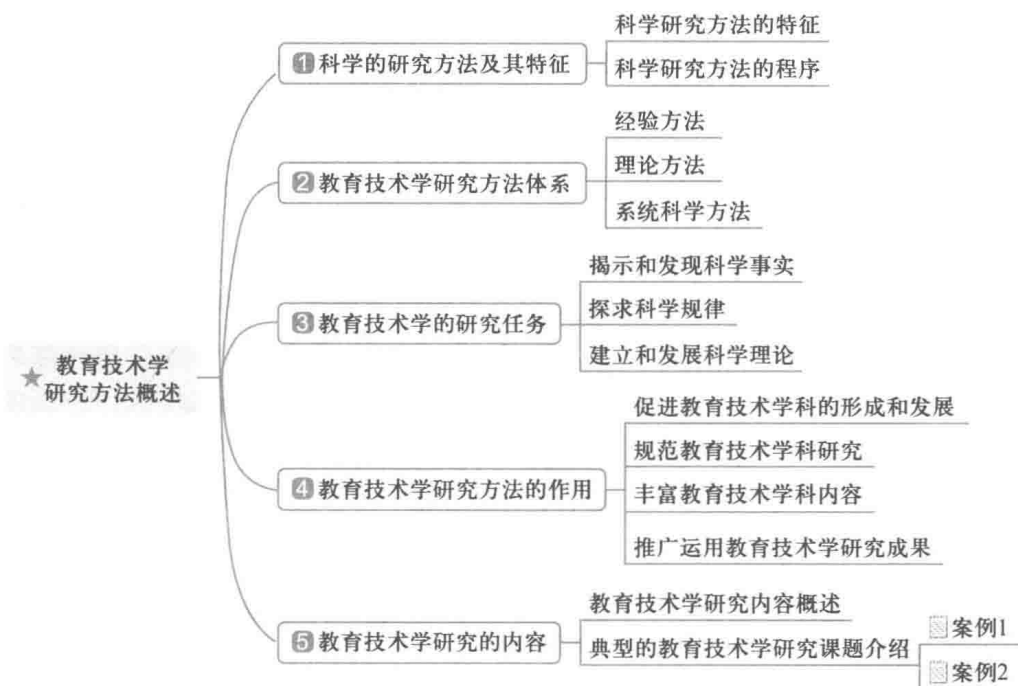 教育技术学
研究方法概述
1 科学的研究方法及其特征
科学研究方法的特征
科学研究方法的程序
2 教育技术学研究方法体系
经验方法
理论方法
系统科学方法
3 教育技术学的研究任务
揭示和发现科学事实
探求科学规律
建立和发展科学理论
4 教育技术学研究方法的作用
促进教育技术学科的形成和发展
规范教育技术学科研究
丰富教育技术学科内容
推广运用教育技术学研究成果
5 教育技术学研究的内容
教育技术学研究内容概述
典型的教育技术学研究课题介绍
案例1
案例2